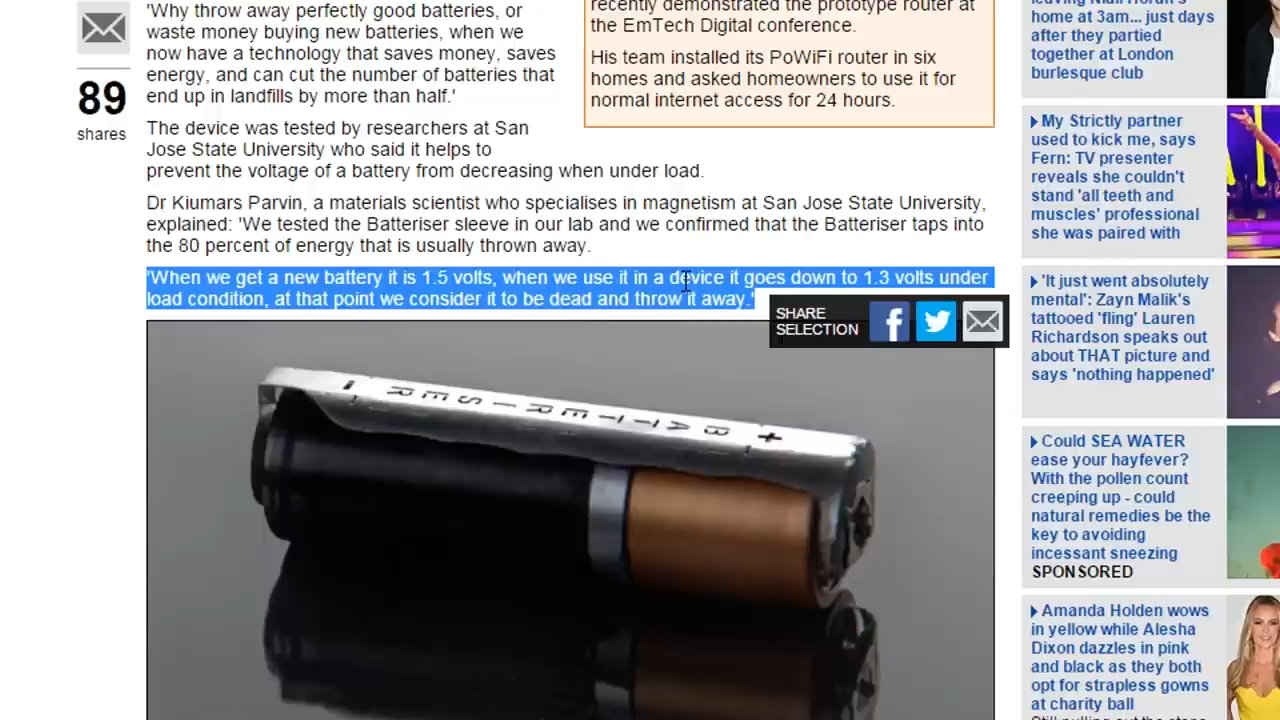 'Why throw away perfectly good batteries, or
waste money buying new batteries, when we
now have a technology that saves money, saves
energy, and can cut the number of batteries that
end up in landfills by more than half.'
89
shares
The device was tested by researchers at San
Jose State University who said it helps to
prevent the voltage of a battery from decreasing when under load.
Dr Kiumars Parvin, a materials scientist who specialises in magnetism at San Jose State University,
explained: 'We tested the Batteriser sleeve in our lab and we confirmed that the Batteriser taps into
the 80 percent of energy that is usually thrown away.
'When we get a new battery it is 1.5 volts, when we use it in a device it goes down to 1.3 volts under
load condition, at that point we consider it to be dead and throw it away.'
SHARE
SELECTION
- BATTERISER +
recently demonstrated the prototype router at
the EmTech Digital conference.
His team installed its PoWiFi router in six
homes and asked homeowners to use it for
normal internet access for 24 hours.
home at 3am... just days
after they partied
together at London
burlesque club
My Strictly partner
used to kick me, says
Fern: TV presenter
reveals she couldn't
stand 'all teeth and
muscles' professional
she was paired with
'It just went absolutely
mental': Zayn Malik's
tattooed 'fling' Lauren
Richardson speaks out
about THAT picture and
says 'nothing happened'
Could SEA WATER
ease your hayfever?
With the pollen count
creeping up - could
natural remedies be the
key to avoiding
incessant sneezing
SPONSORED
Amanda Holden wows
in yellow while Alesha
Dixon dazzles in pink
and black as they both
opt for strapless gowns
at charity ball